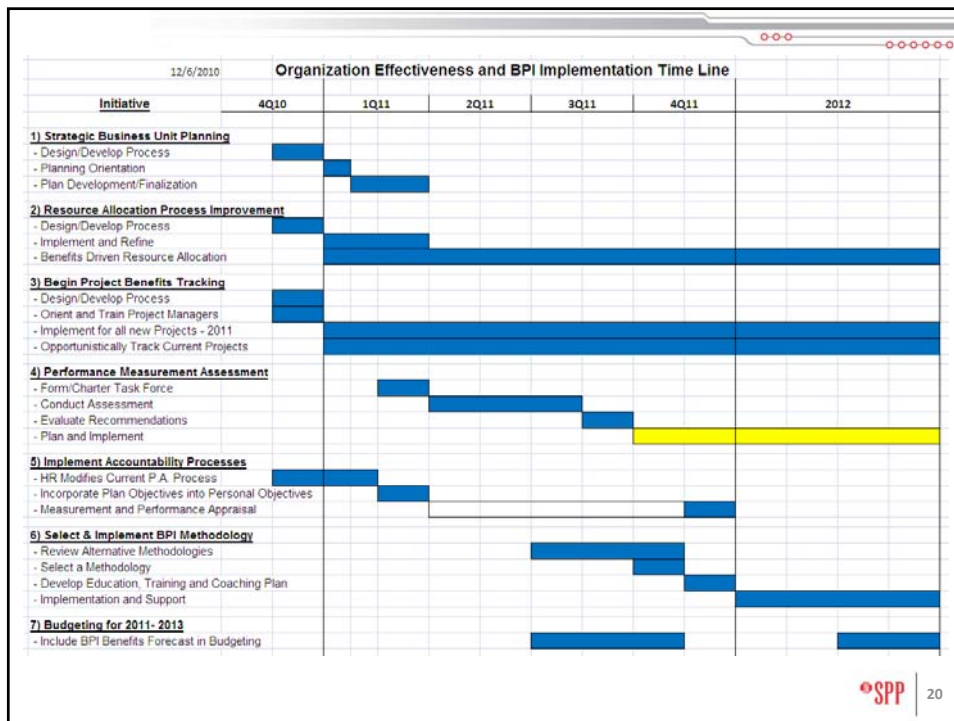 12/6/2010 Organization Effectiveness and BPI Implementation Time Line
Initiative 4Q10 1Q11 2Q11 3Q11 4Q11 2012
1) Strategic Business Unit Planning
- Design/Develop Process
- Planning Orientation
- Plan Development/Finalization
2) Resource Allocation Process Improvement
- Design/Develop Process
- Implement and Refine
- Benefits Driven Resource Allocation
3) Begin Project Benefits Tracking
- Design/Develop Process
- Orient and Train Project Managers
- Implement for all new Projects - 2011
- Opportunistically Track Current Projects
4) Performance Measurement Assessment
- Form/Charter Task Force
- Conduct Assessment
- Evaluate Recommendations
- Plan and Implement
5) Implement Accountability Processes
- HR Modifies Current P.A. Process
- Incorporate Plan Objectives into Personal Objectives
- Measurement and Performance Appraisal
6) Select & Implement BPI Methodology
- Review Alternative Methodologies
- Select a Methodology
- Develop Education, Training and Coaching Plan
- Implementation and Support
7) Budgeting for 2011- 2013
- Include BPI Benefits Forecast in Budgeting
SPP 20